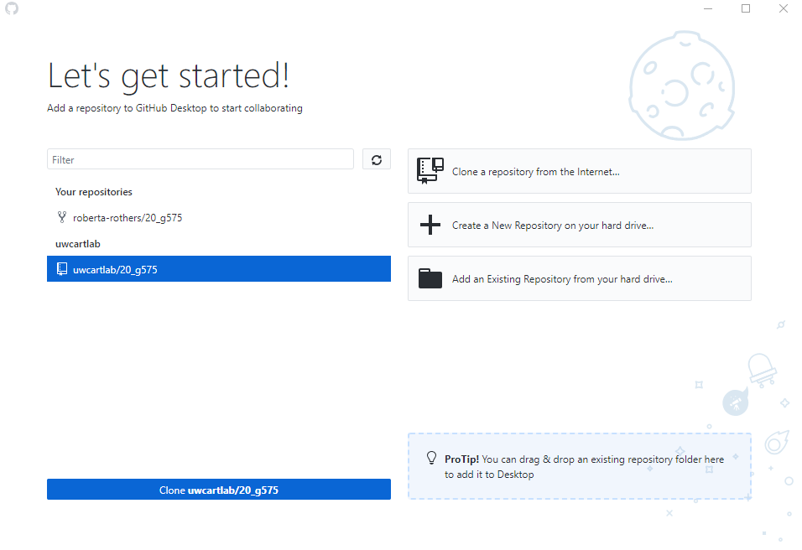 Let's get started!
Add a repository to GitHub Desktop to start collaborating
Filter
Your repositories
roberta-rothers/20_g575
uwcartlab
uwcartlab/20_g575
Clone uwcartlab/20_g575
Clone a repository from the Internet...
Create a New Repository on your hard drive...
Add an Existing Repository from your hard drive...
ProTip! You can drag & drop an existing repository folder here
to add it to Desktop